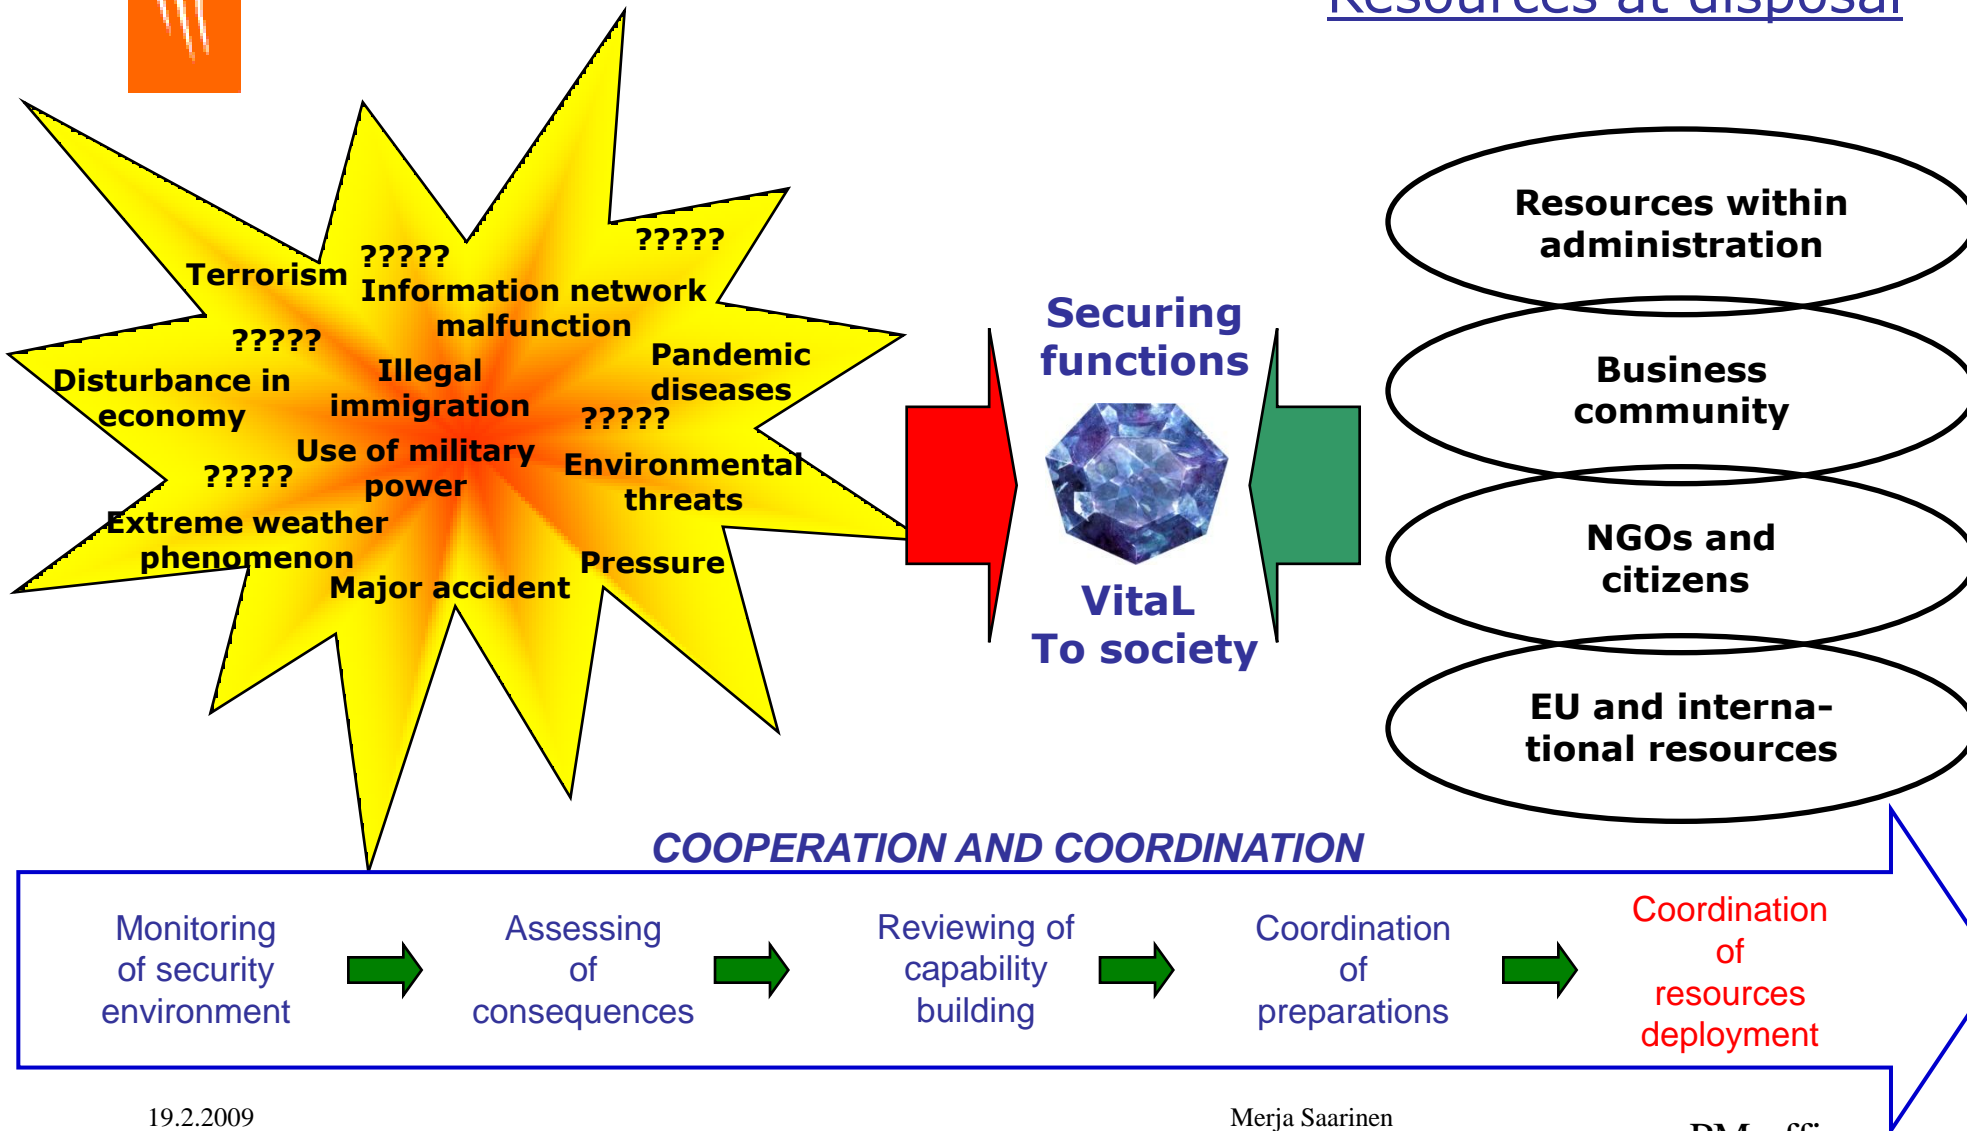 Resources at disposal
?????
?????
Terrorism
Information network
malfunction
?????
Pandemic
diseases
Illegal
immigration
Disturbance in
economy
?????
Use of military
power
Environmental
threats
?????
Extreme weather
phenomenon
Pressure
Major accident
Securing
functions
VitaL
To society
Resources within
administration
Business
community
NGOs and
citizens
EU and interna-
tional resources
COOPERATION AND COORDINATION
Monitoring
of security
environment
Assessing
of
consequences
Reviewing of
capability
building
Coordination
of
preparations
Coordination
of
resources
deployment
19.2.2009
Merja Saarinen